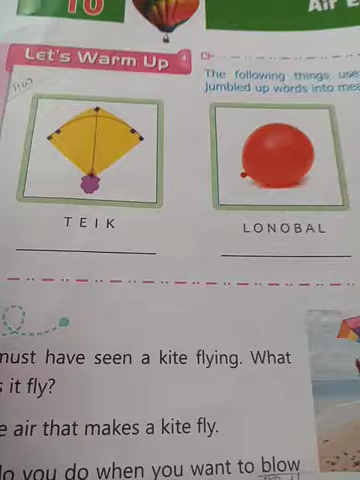 10
Air E
Let's Warm Up
The following things use
Jumbled up words into mea
TEIK
LONOBAL
must have seen a kite flying. What
s it fly?
e air that makes a kite fly.
do you do when you want to blow